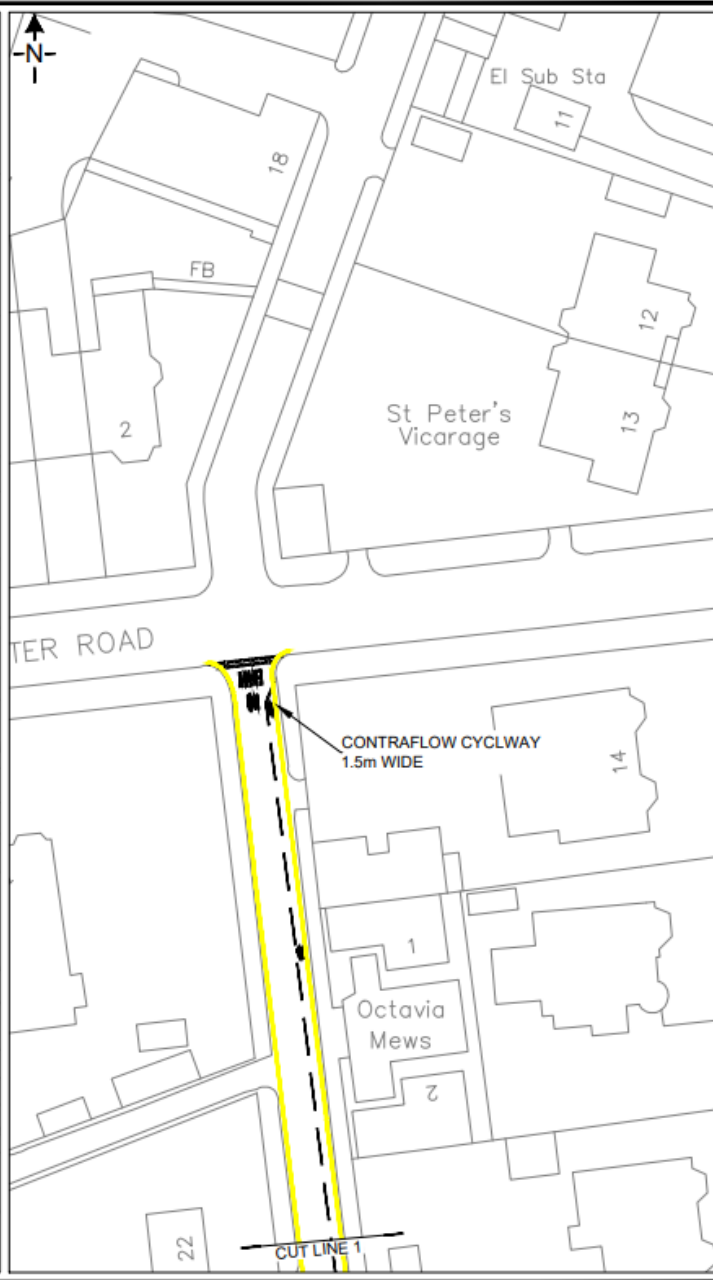 N
El Sub Sta
11
18
FB
12
St Peter's
Vicarage
13
2
TER ROAD
CONTRAFLOW CYCLWAY
1.5m WIDE
14
1
Octavia
Mews
2
22
CUT LINE 1